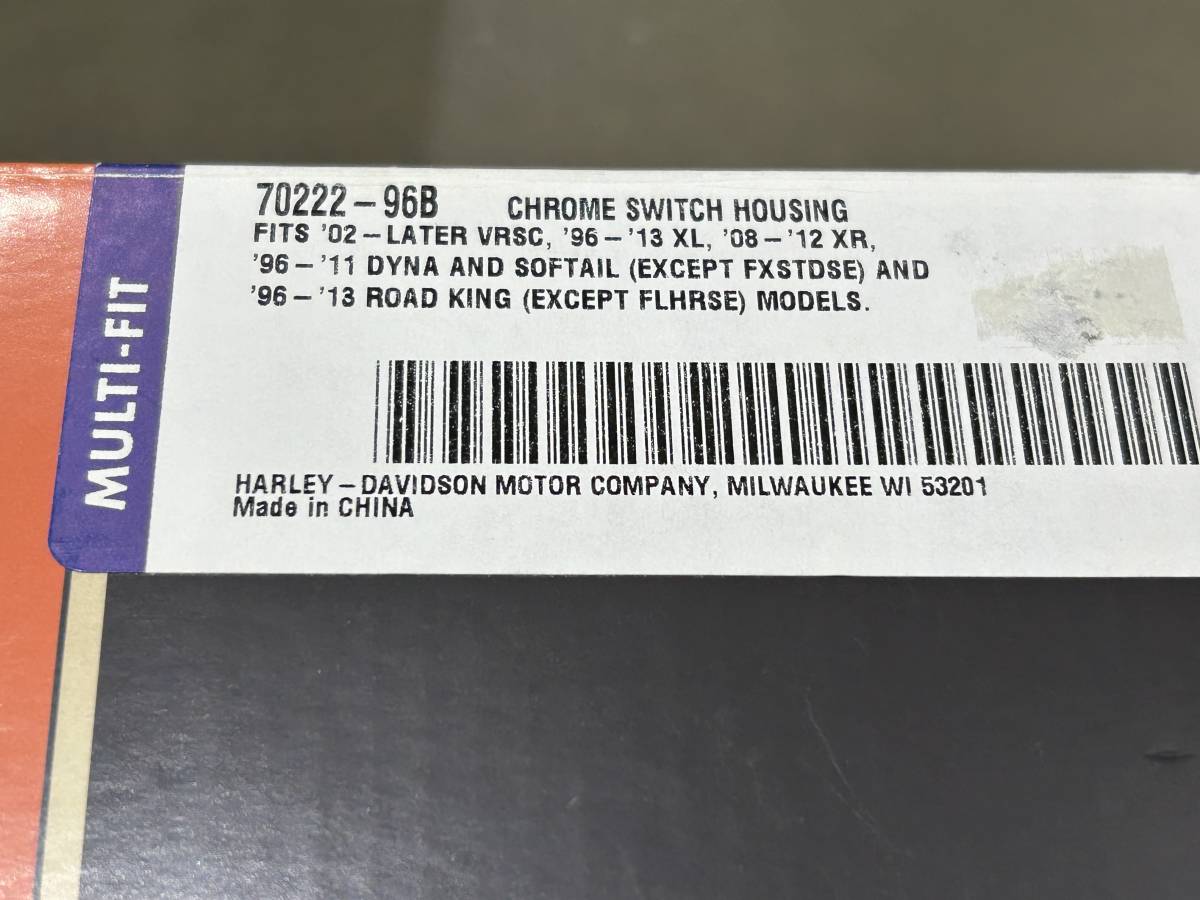 70222-96B CHROME SWITCH HOUSING
FITS '02-LATER VRSC, '96-'13 XL, '08-'12 XR,
'96-'11 DYNA AND SOFTAIL (EXCEPT FXSTDSE) AND
'96-'13 ROAD KING (EXCEPT FLHRSE) MODELS.
MULTI-FIT
HARLEY-DAVIDSON MOTOR COMPANY, MILWAUKEE WI 53201
Made in CHINA